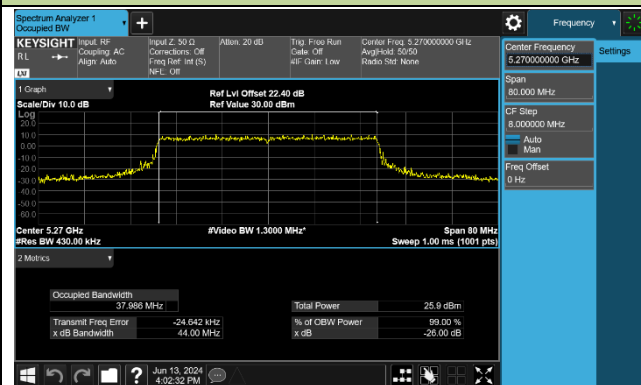 Spectrum Analyzer 1
Occupied BW
Frequency
KEYSIGHT
Input: RF
Coupling: AC
Align: Auto
Input Z: 50 Ω
Corrections: Off
Freq Ref: Int (S)
NFE: Off
Atten: 20 dB
Trig: Free Run
Gate: Off
#IF Gain: Low
Center Freq: 5.270000000 GHz
Avg|Hold: 50/50
Radio Std: None
RL
LXI
Center Frequency
5.270000000 GHz
Settings
Span
80.000 MHz
CF Step
8.000000 MHz
Auto
Man
Freq Offset
0 Hz
1 Graph
Scale/Div 10.0 dB
Ref Lvl Offset 22.40 dB
Ref Value 30.00 dBm
Log
20.0
10.0
0.00
-10.0
-20.0
-30.0
-40.0
-50.0
-60.0
Center 5.27 GHz
#Res BW 430.00 kHz
#Video BW 1.3000 MHz*
Span 80 MHz
Sweep 1.00 ms (1001 pts)
2 Metrics
Occupied Bandwidth
37.986 MHz
Total Power 25.9 dBm
Transmit Freq Error -24.642 kHz
% of OBW Power 99.00 %
x dB Bandwidth 44.00 MHz
x dB -26.00 dB
?
Jun 13, 2024
4:02:32 PM